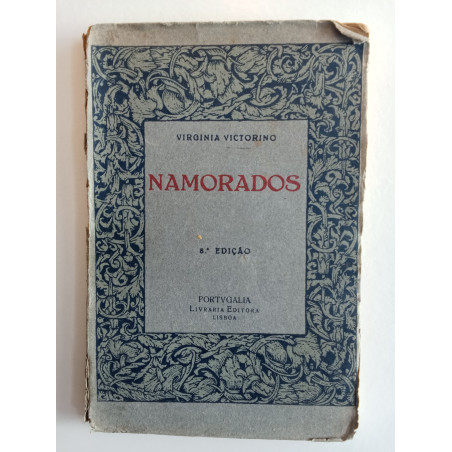 VIRGINIA VICTORINO
NAMORADOS
8.ª EDIÇÃO
PORTVGALIA
LIVRARIA EDITORA
LISBOA